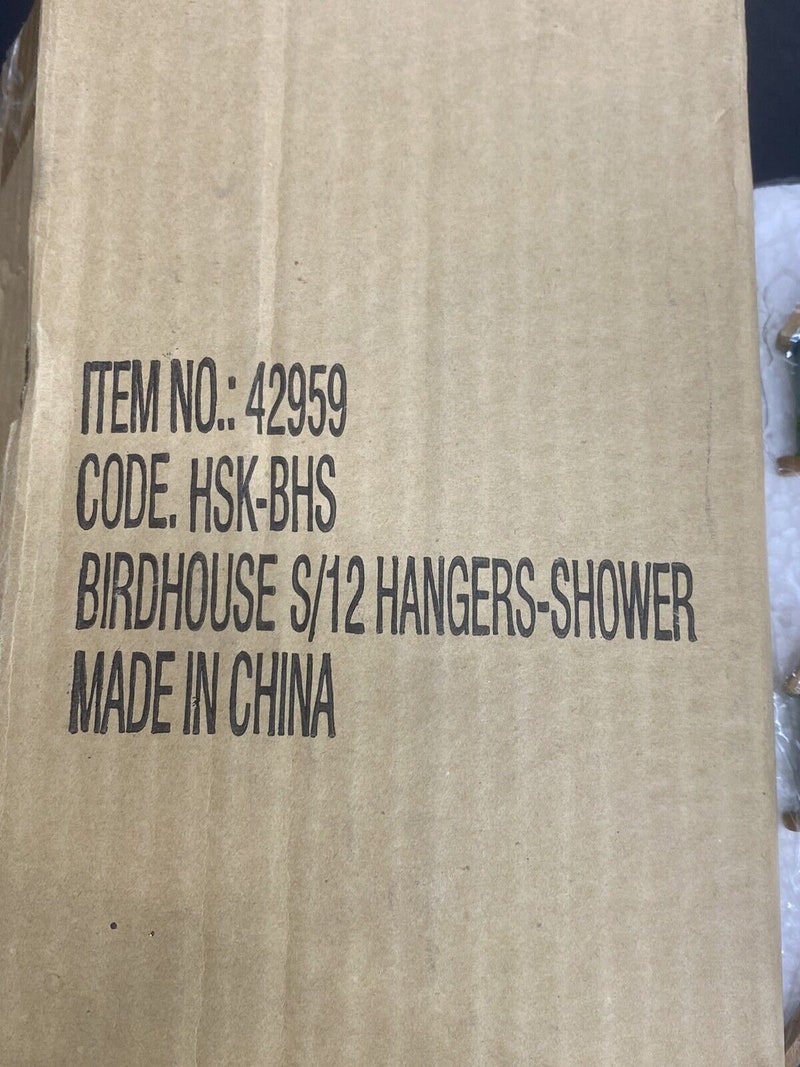 ITEM NO.: 42959
CODE. HSK-BHS
BIRDHOUSE S/12 HANGERS-SHOWER
MADE IN CHINA